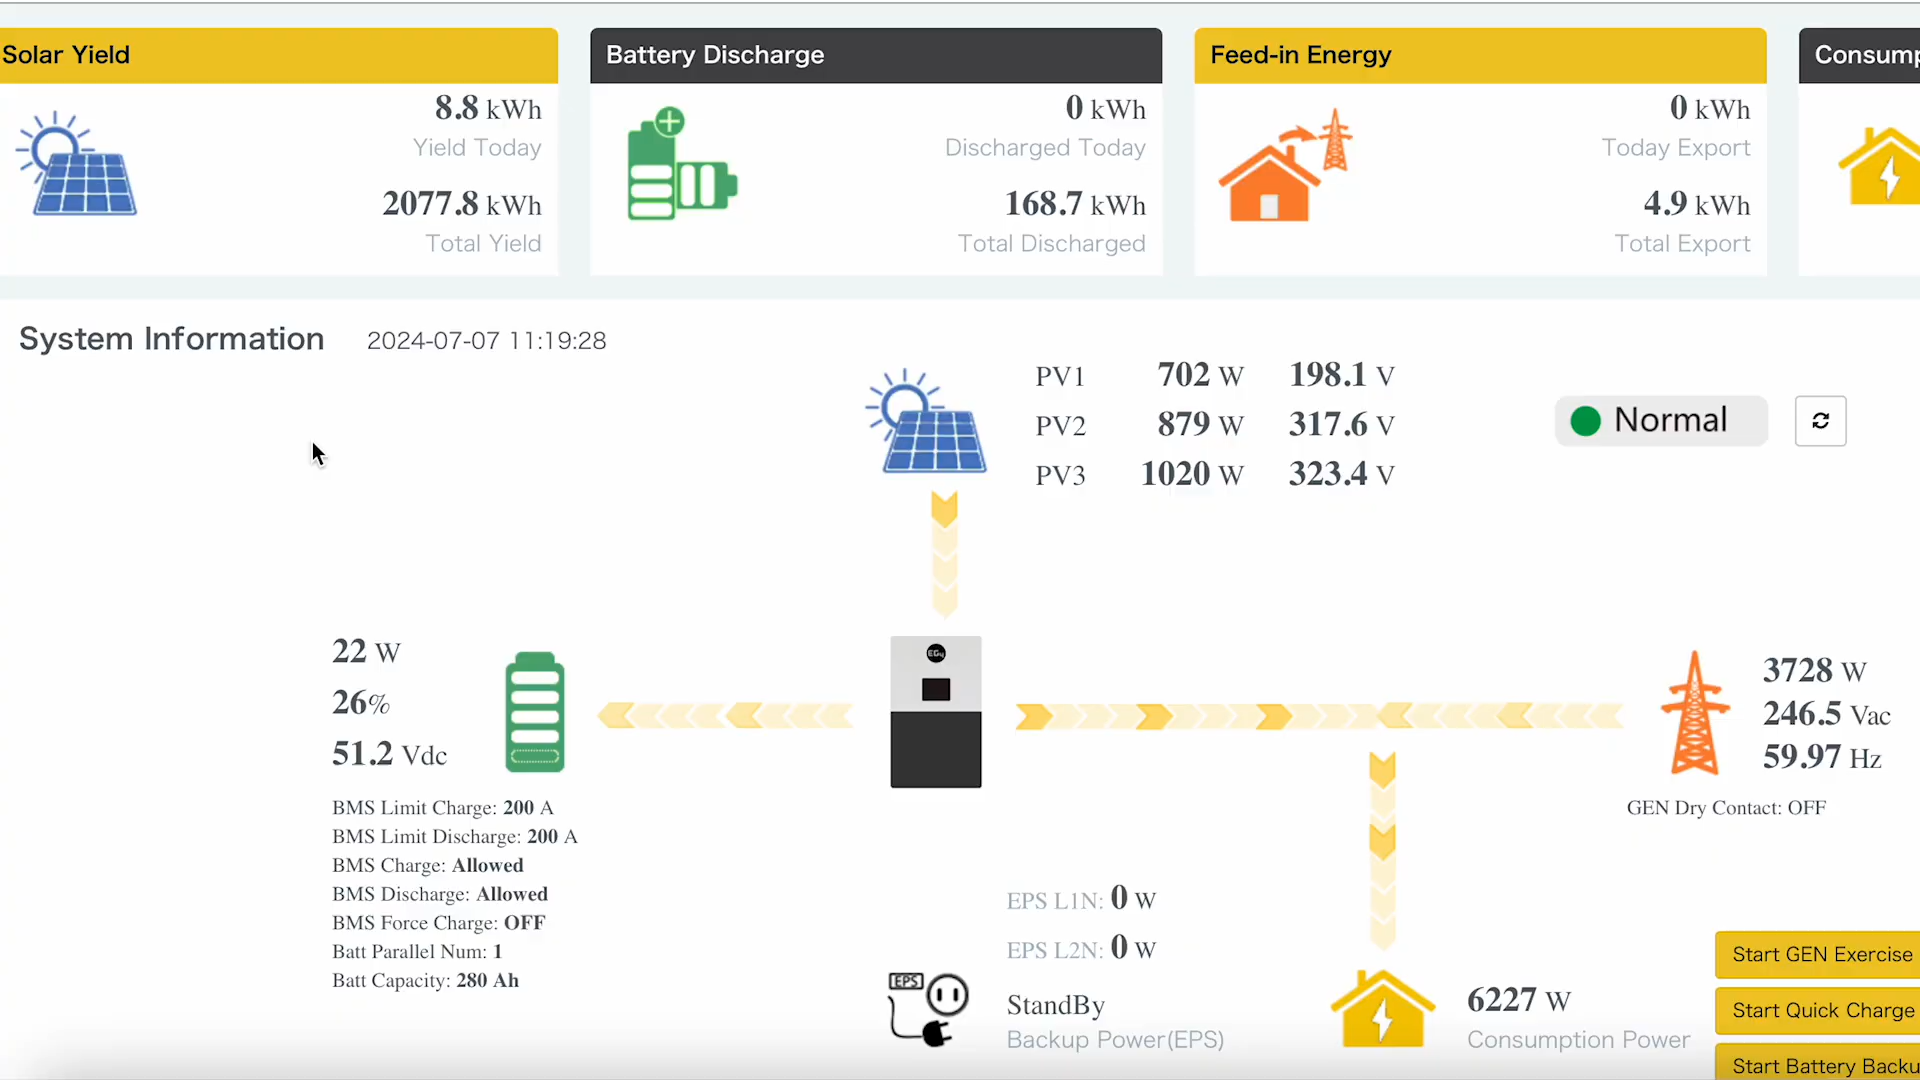 Solar Yield
8.8 kWh
Yield Today
2077.8 kWh
Total Yield
Battery Discharge
0 kWh
Discharged Today
168.7 kWh
Total Discharged
Feed-in Energy
0 kWh
Today Export
4.9 kWh
Total Export
Consump
System Information 2024-07-07 11:19:28
PV1 702 W 198.1 V
PV2 879 W 317.6 V
PV3 1020 W 323.4 V
Normal
22 W
26%
51.2 Vdc
BMS Limit Charge: 200 A
BMS Limit Discharge: 200 A
BMS Charge: Allowed
BMS Discharge: Allowed
BMS Force Charge: OFF
Batt Parallel Num: 1
Batt Capacity: 280 Ah
EG4
3728 W
246.5 Vac
59.97 Hz
GEN Dry Contact: OFF
EPS L1N: 0 W
EPS L2N: 0 W
EPS
StandBy
Backup Power(EPS)
6227 W
Consumption Power
Start GEN Exercise
Start Quick Charge
Start Battery Backu